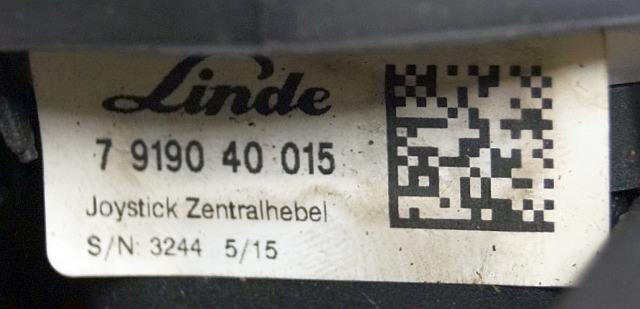 Linde
7 9190 40 015
Joystick Zentralhebel
S/N: 3244 5/15